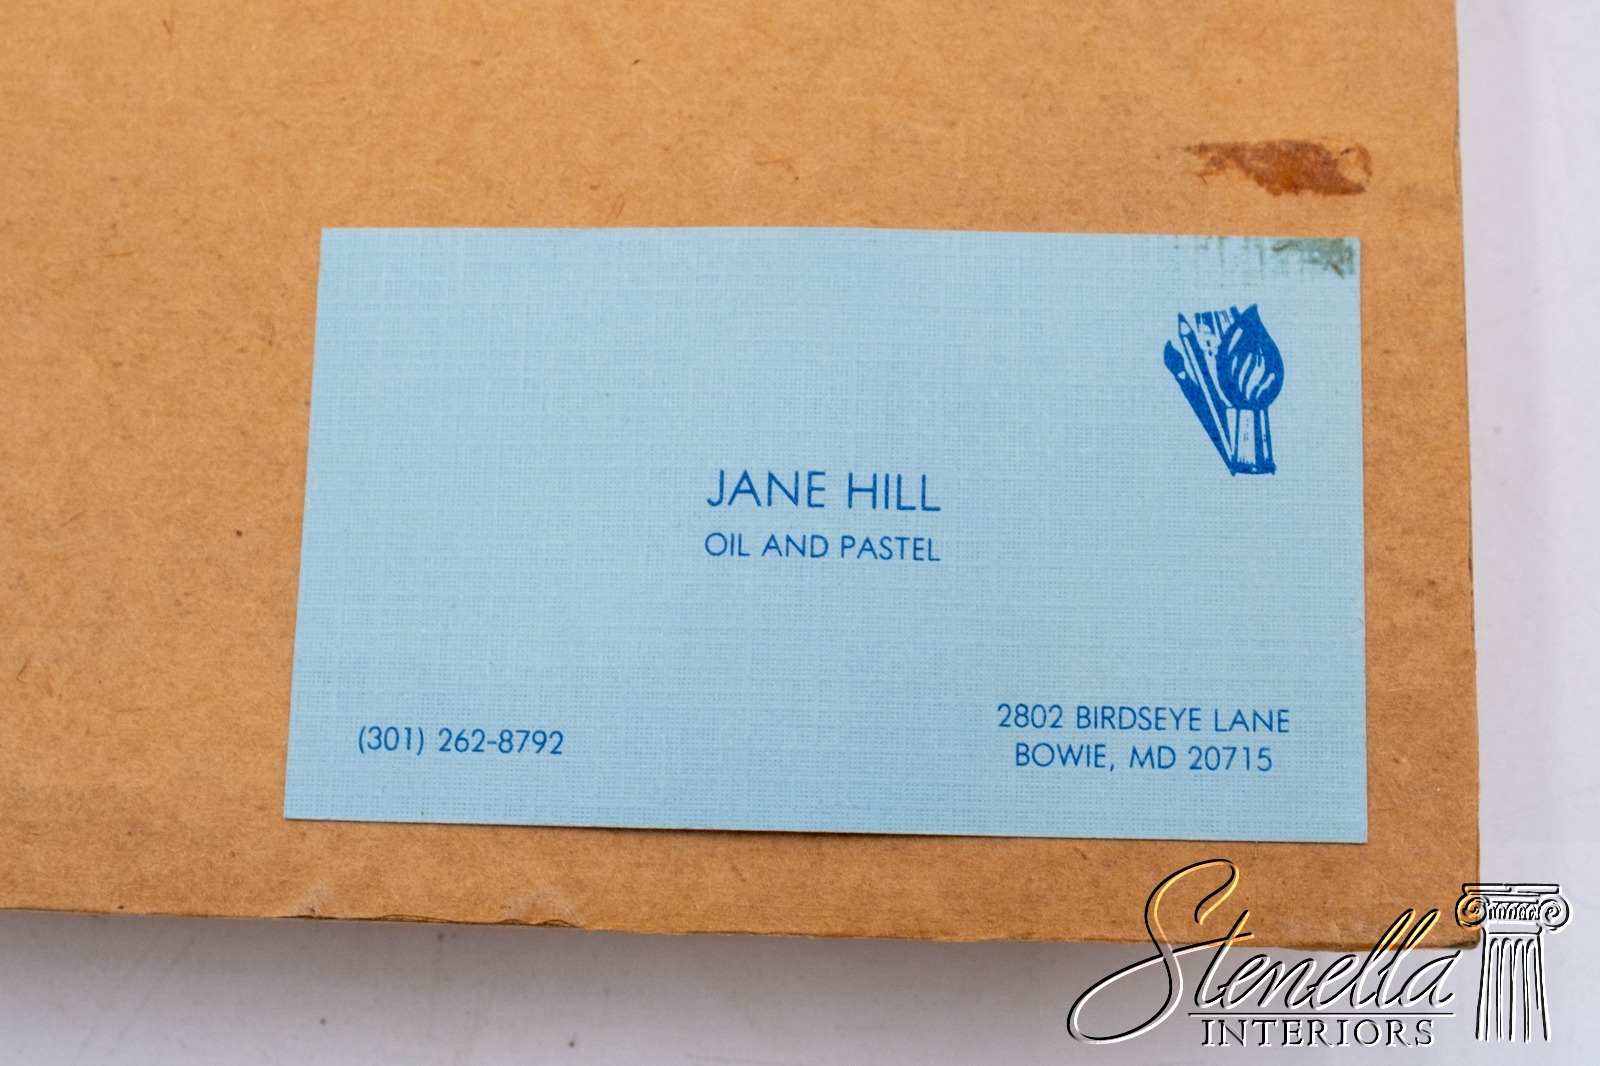 JANE HILL
OIL AND PASTEL
(301) 262-8792
2802 BIRDSEYE LANE
BOWIE, MD 20715
Stenella
INTERIORS